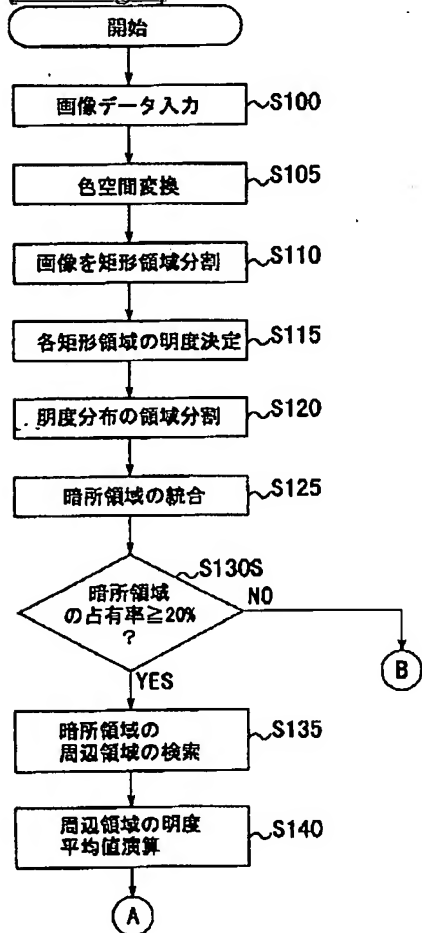 開始
画像データ入力
~S100
色空間変換
~S105
画像を矩形領域分割
~S110
各矩形領域の明度決定
~S115
明度分布の領域分割
~S120
暗所領域の統合
~S125
~S130S
暗所領域
の占有率≧20%
?
NO
B
YES
暗所領域の
周辺領域の検索
~S135
周辺領域の明度
平均値演算
~S140
A